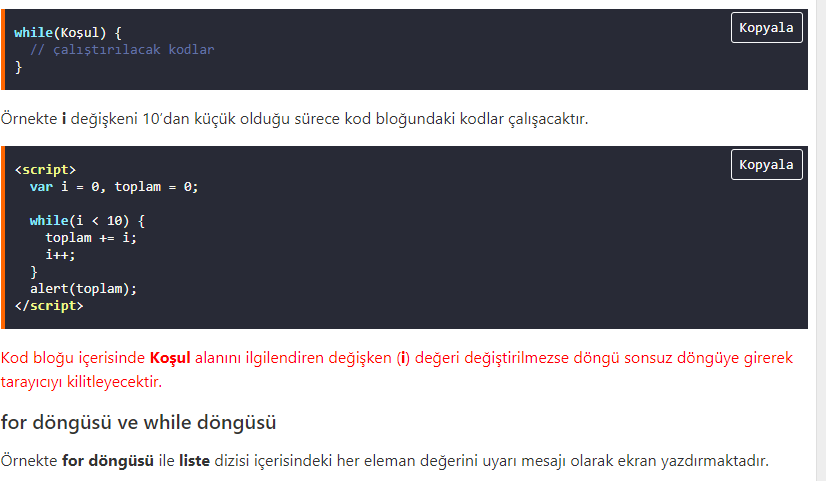 while(Koşul) {
Kopyala
// çalıştırılacak kodlar
}
Örnekte i değişkeni 10’dan küçük olduğu sürece kod bloğundaki kodlar çalışacaktır.
<script>
Kopyala
var i = 0, toplam = 0;
while(i < 10) {
toplam += i;
i++;
}
alert(toplam);
</script>
Kod bloğu içerisinde Koşul alanını ilgilendiren değişken (i) değeri değiştirilmezse döngü sonsuz döngüye girerek
tarayıcıyı kilitleyecektir.
for döngüsü ve while döngüsü
Örnekte for döngüsü ile liste dizisi içerisindeki her eleman değerini uyarı mesajı olarak ekran yazdırmaktadır.